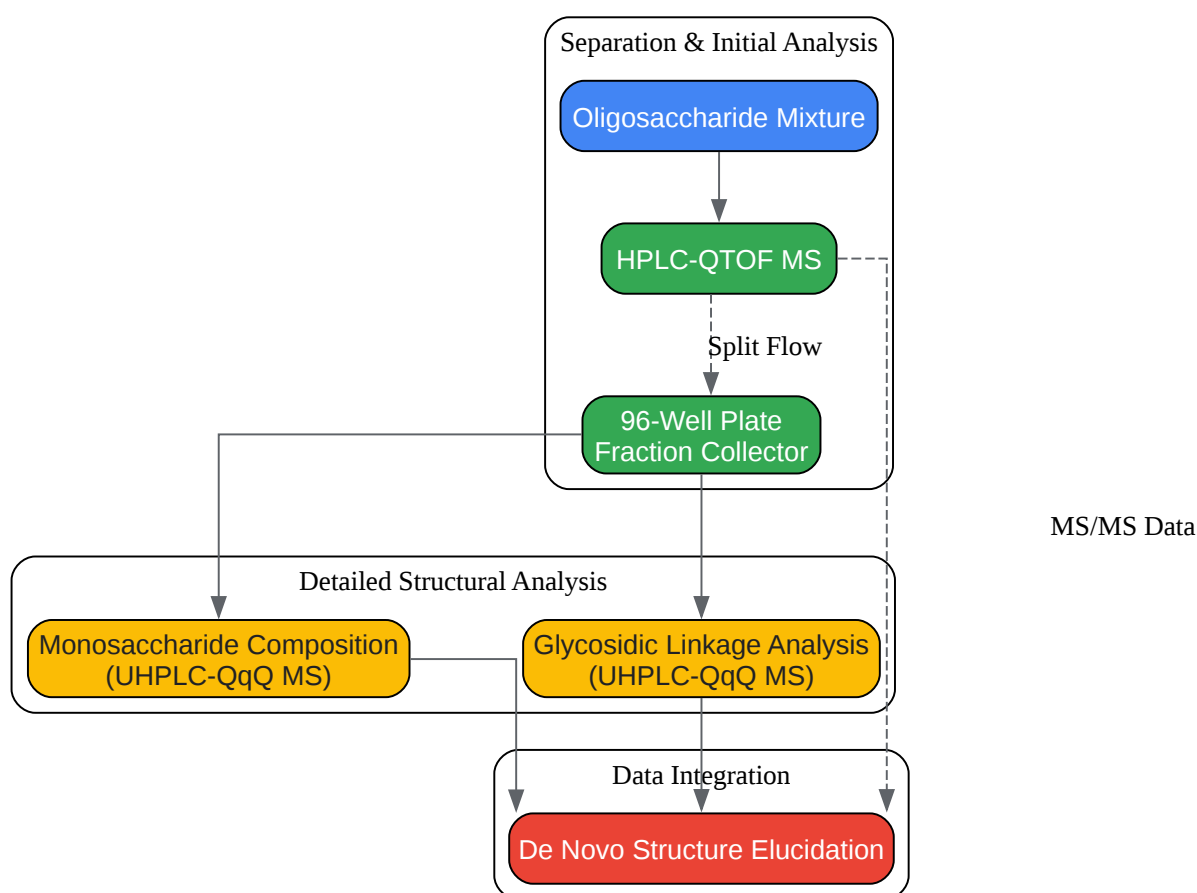 Separation & Initial Analysis
Oligosaccharide Mixture
HPLC-QTOF MS
Split Flow
96-Well Plate
Fraction Collector
MS/MS Data
Detailed Structural Analysis
Monosaccharide Composition
(UHPLC-QqQ MS)
Glycosidic Linkage Analysis
(UHPLC-QqQ MS)
Data Integration
De Novo Structure Elucidation